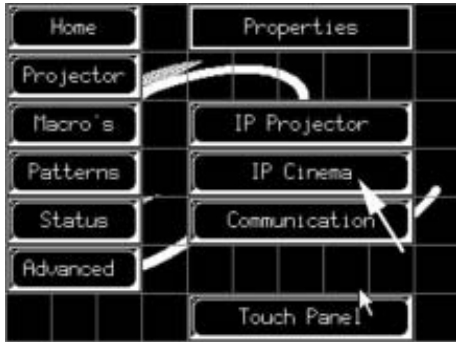 Home
Properties
Projector
Macro's
IP Projector
Patterns
IP Cinema
Status
Communication
Advanced
Touch Panel